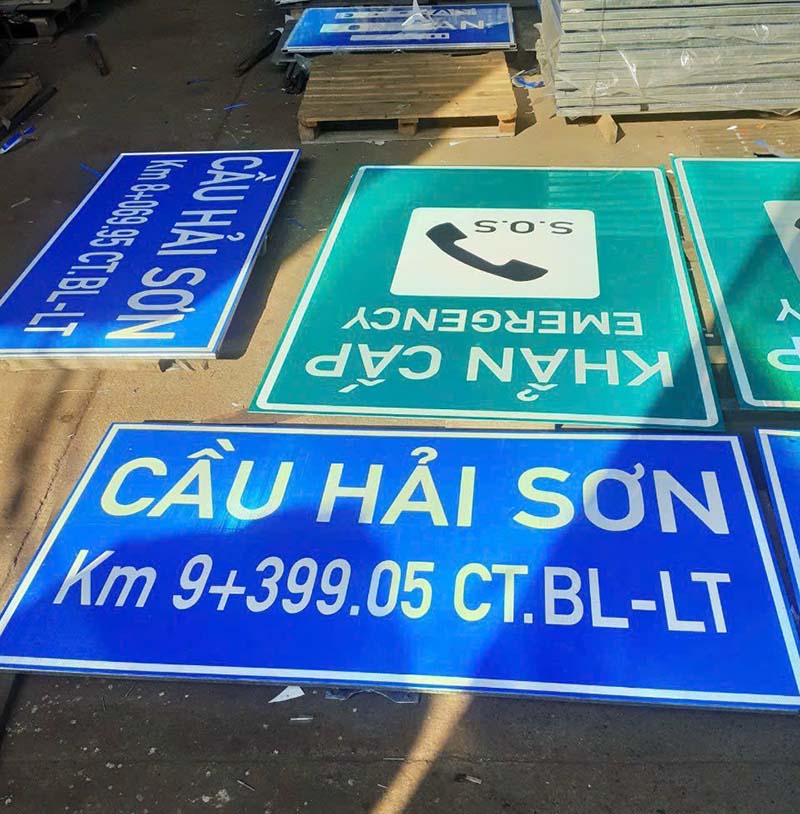 CẦU HẢI SƠN
Km 8+069.95 CT.BL-LT
KHẨN CẤP
EMERGENCY
S.O.S
CẦU HẢI SƠN
Km 9+399.05 CT.BL-LT